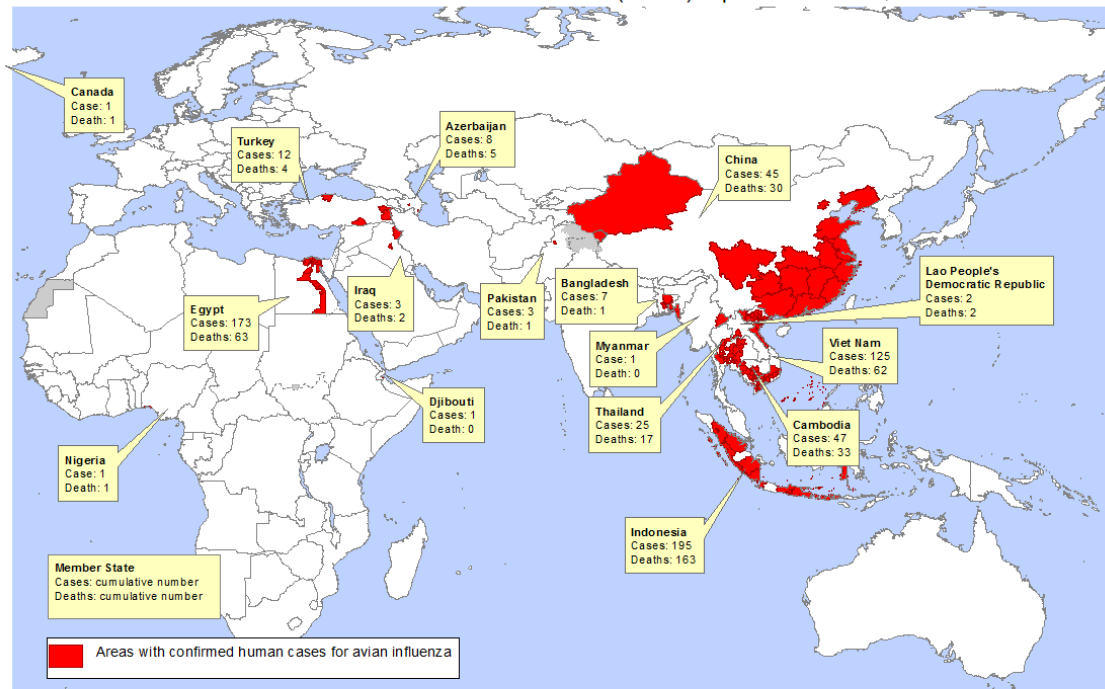 Canada
Case: 1
Death: 1
Turkey
Cases: 12
Deaths: 4
Azerbaijan
Cases: 8
Deaths: 5
China
Cases: 45
Deaths: 30
Egypt
Cases: 173
Deaths: 63
Iraq
Cases: 3
Deaths: 2
Pakistan
Cases: 3
Death: 1
Bangladesh
Cases: 7
Death: 1
Lao People's
Democratic Republic
Cases: 2
Deaths: 2
Myanmar
Case: 1
Death: 0
Viet Nam
Cases: 125
Deaths: 62
Djibouti
Cases: 1
Death: 0
Thailand
Cases: 25
Deaths: 17
Cambodia
Cases: 47
Deaths: 33
Nigeria
Case: 1
Death: 1
Indonesia
Cases: 195
Deaths: 163
Member State
Cases: cumulative number
Deaths: cumulative number
Areas with confirmed human cases for avian influenza